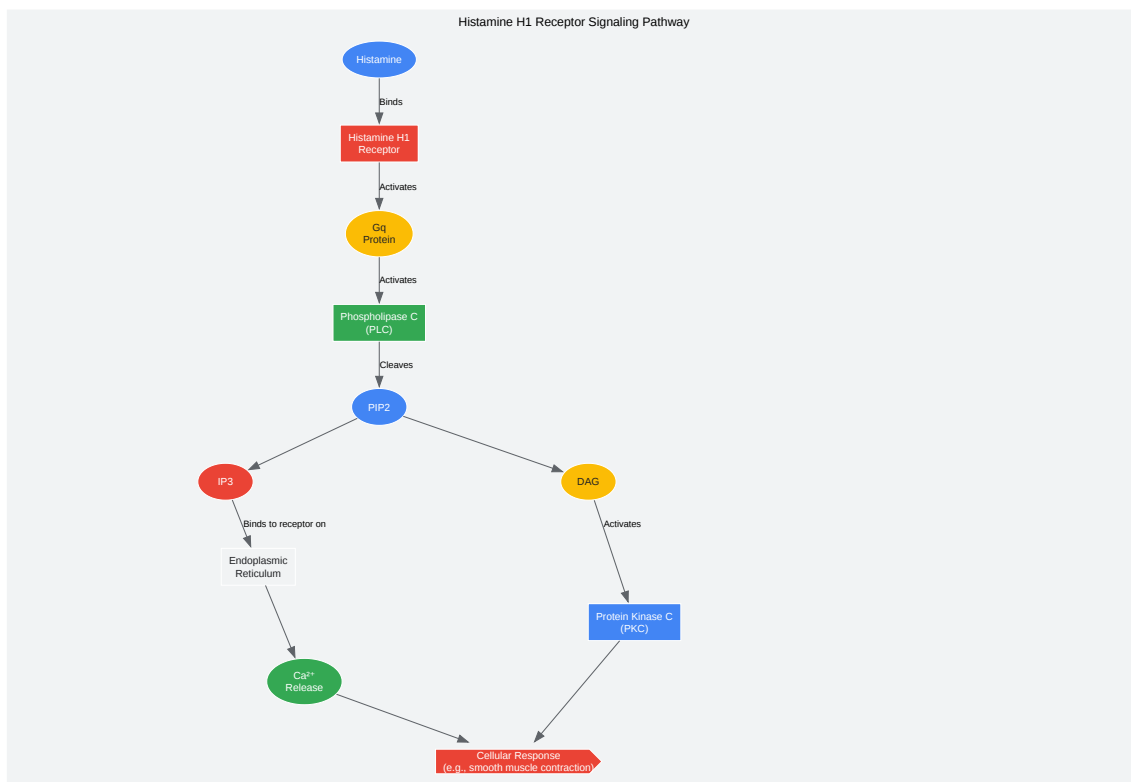 Histamine H1 Receptor Signaling Pathway
Histamine
Binds
Histamine H1
Receptor
Activates
Gq
Protein
Activates
Phospholipase C
(PLC)
Cleaves
PIP2
IP3
DAG
Binds to receptor on
Activates
Endoplasmic
Reticulum
Protein Kinase C
(PKC)
Ca²⁺
Release
Cellular Response
(e.g., smooth muscle contraction)